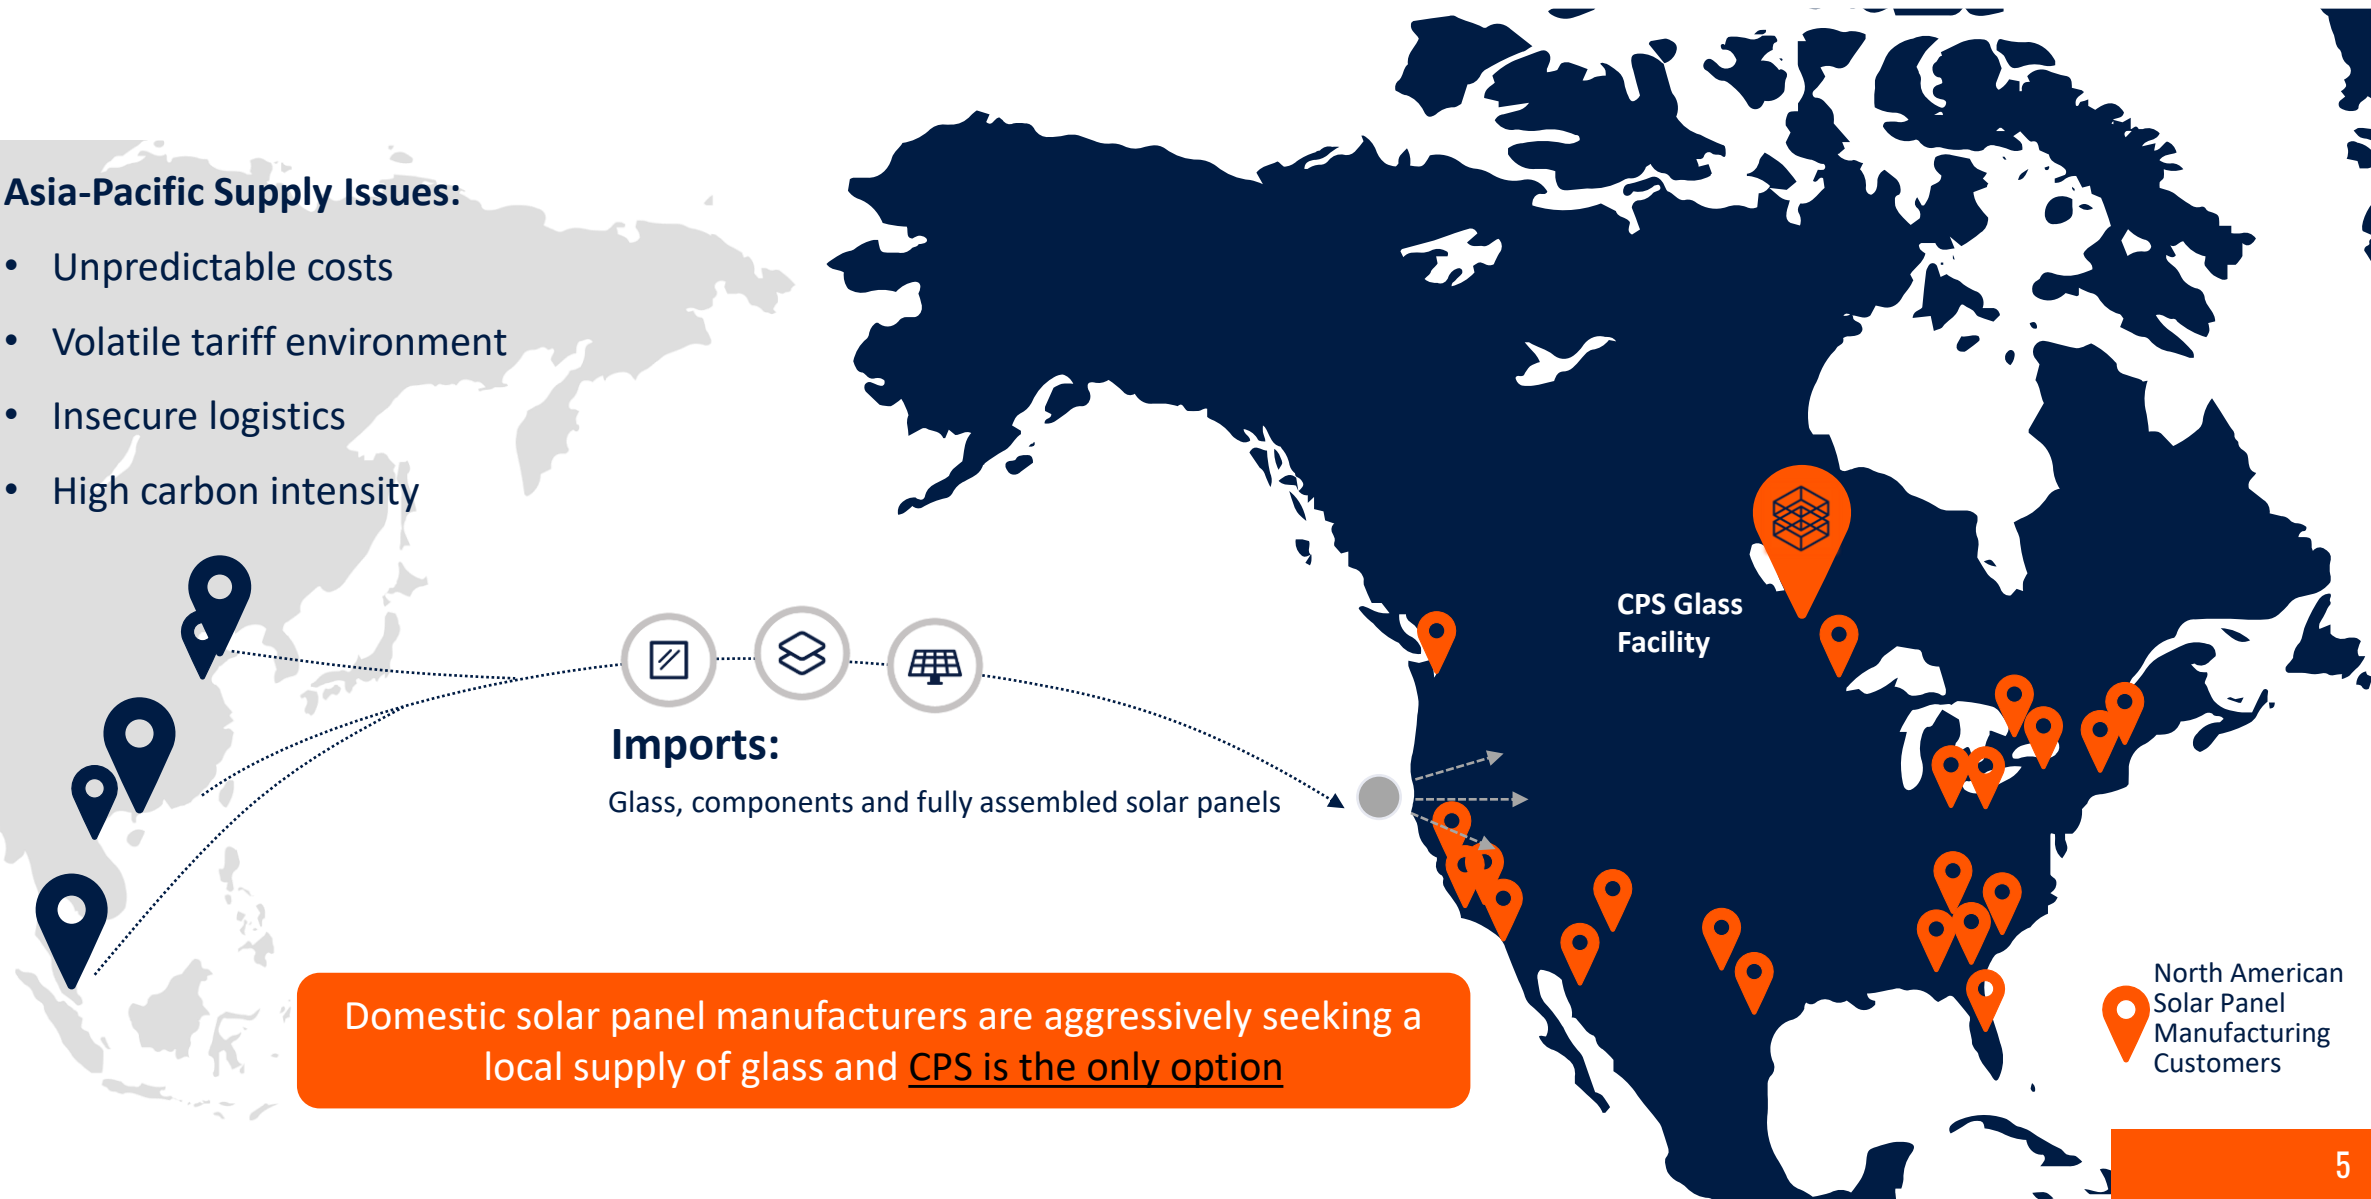 Asia-Pacific Supply Issues:
• Unpredictable costs
• Volatile tariff environment
• Insecure logistics
• High carbon intensity
CPS Glass
Facility
Imports:
Glass, components and fully assembled solar panels
Domestic solar panel manufacturers are aggressively seeking a
local supply of glass and CPS is the only option
North American
Solar Panel
Manufacturing
Customers
5